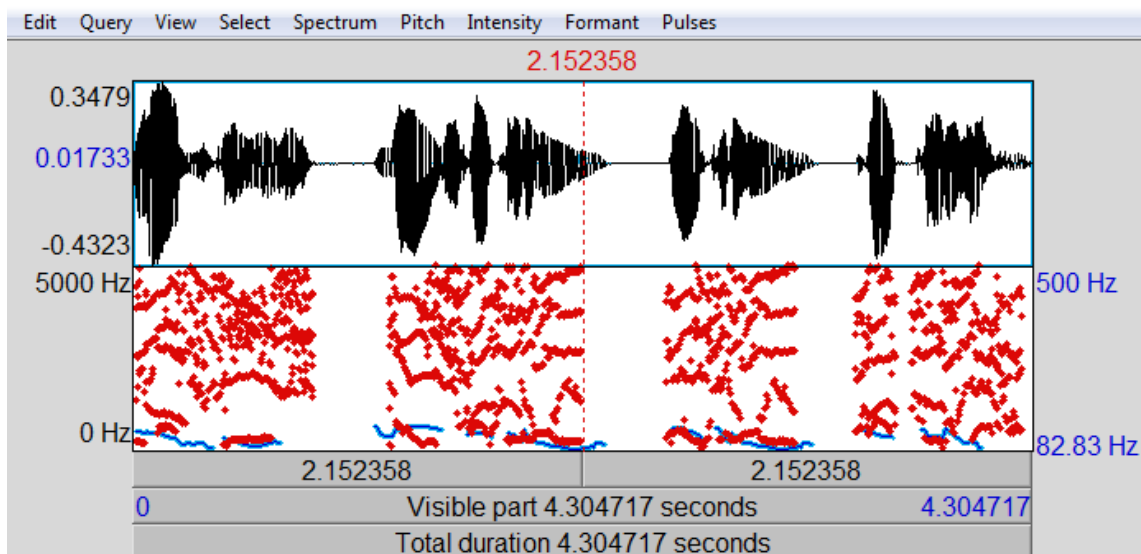 Edit Query View Select Spectrum Pitch Intensity Formant Pulses
2.152358
0.3479
0.01733
-0.4323
5000 Hz 500 Hz
0 Hz 82.83 Hz
2.152358 2.152358
0 Visible part 4.304717 seconds 4.304717
Total duration 4.304717 seconds